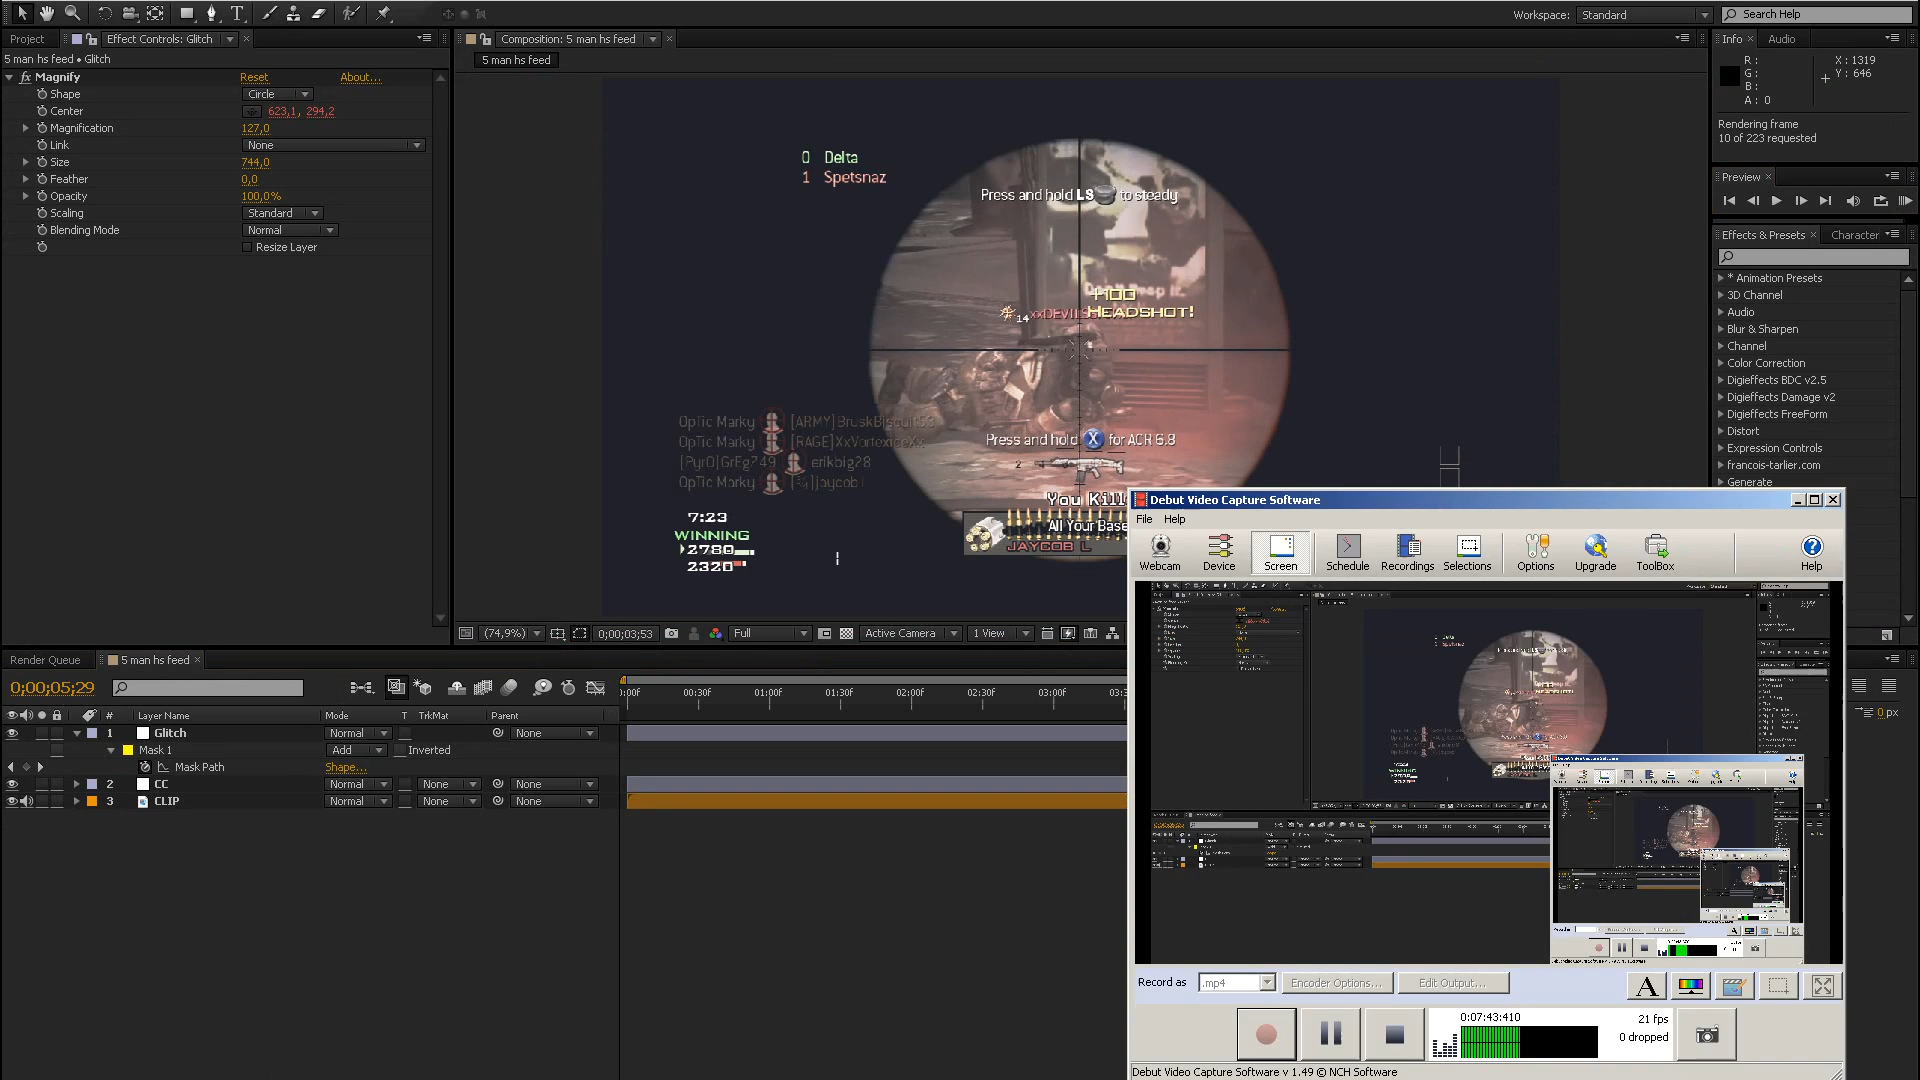 Workspace: Standard
Search Help
Project
Effect Controls: Glitch
5 man hs feed • Glitch
Magnify Reset About...
Shape Circle
Center 623,1, 294,2
Magnification 127,0
Link None
Size 744,0
Feather 0,0
Opacity 100,0%
Scaling Standard
Blending Mode Normal
Resize Layer
Composition: 5 man hs feed
5 man hs feed
0 Delta
1 Spetsnaz
Press and hold LS to steady
HEADSHOT!
14
Press and hold X for ACR 6.8
2
OpTic Marky
OpTic Marky
[PyrO]GrEg749 erikbig28
OpTic Marky
7:23
WINNING
2780
2320
All Your Base
JAYCOB L
(74,9%) 0;00;03;53 Full Active Camera 1 View
Info Audio
R :
G :
B :
A : 0
X : 1319
Y : 646
Rendering frame
10 of 223 requested
Preview
Effects & Presets Character
* Animation Presets
3D Channel
Audio
Blur & Sharpen
Channel
Color Correction
Digieffects BDC v2.5
Digieffects Damage v2
Digieffects FreeForm
Distort
Expression Controls
francois-tarlier.com
Generate
0 px
Render Queue 5 man hs feed
0;00;05;29
00:30F 01:00F 01:30F 02:00F 02:30F 03:00F
# Layer Name Mode T TrkMat Parent
1 Glitch Normal None
Mask 1 Add Inverted
Mask Path Shape...
2 CC Normal None None
3 CLIP Normal None None
Debut Video Capture Software
File Help
Webcam Device Screen Schedule Recordings Selections Options Upgrade ToolBox Help
Record as .mp4 Encoder Options... Edit Output...
0:07:43:410
21 fps
0 dropped
Debut Video Capture Software v 1.49 © NCH Software